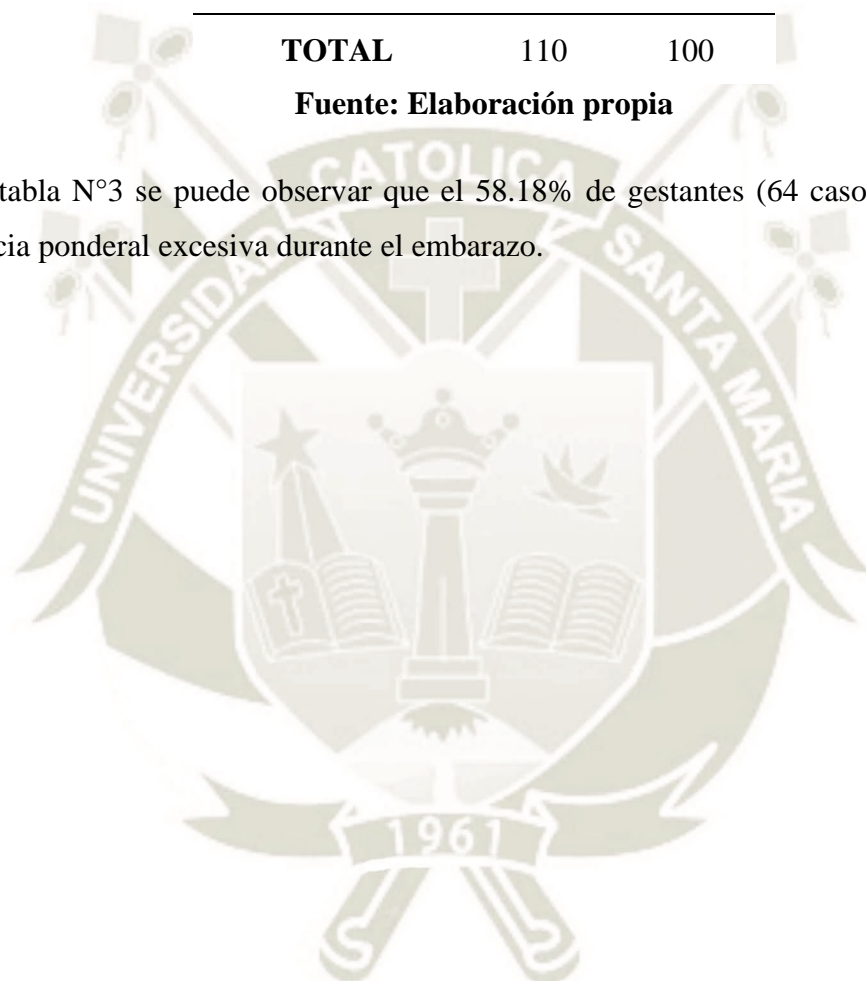 TOTAL 110 100
Fuente: Elaboración propia
tabla N°3 se puede observar que el 58.18% de gestantes (64 caso
cia ponderal excesiva durante el embarazo.
UNIVERSIDAD CATOLICA SANTA MARIA
1961